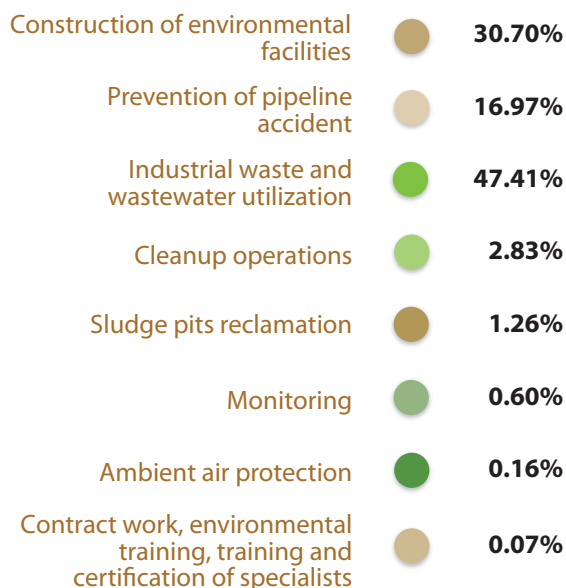 Construction of environmental
facilities
30.70%
Prevention of pipeline
accident
16.97%
Industrial waste and
wastewater utilization
47.41%
Cleanup operations
2.83%
Sludge pits reclamation
1.26%
Monitoring
0.60%
Ambient air protection
0.16%
Contract work, environmental
training, training and
certification of specialists
0.07%